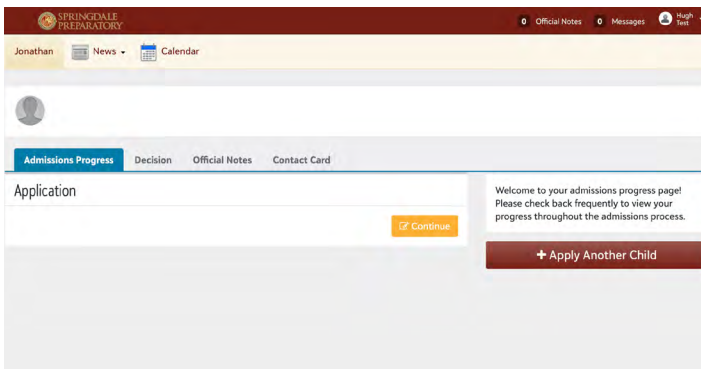 SPRINGDALE
PREPARATORY
0 Official Notes 0 Messages Hugh
Test
Jonathan News Calendar
Admissions Progress Decision Official Notes Contact Card
Application
Continue
Welcome to your admissions progress page!
Please check back frequently to view your
progress throughout the admissions process.
+ Apply Another Child